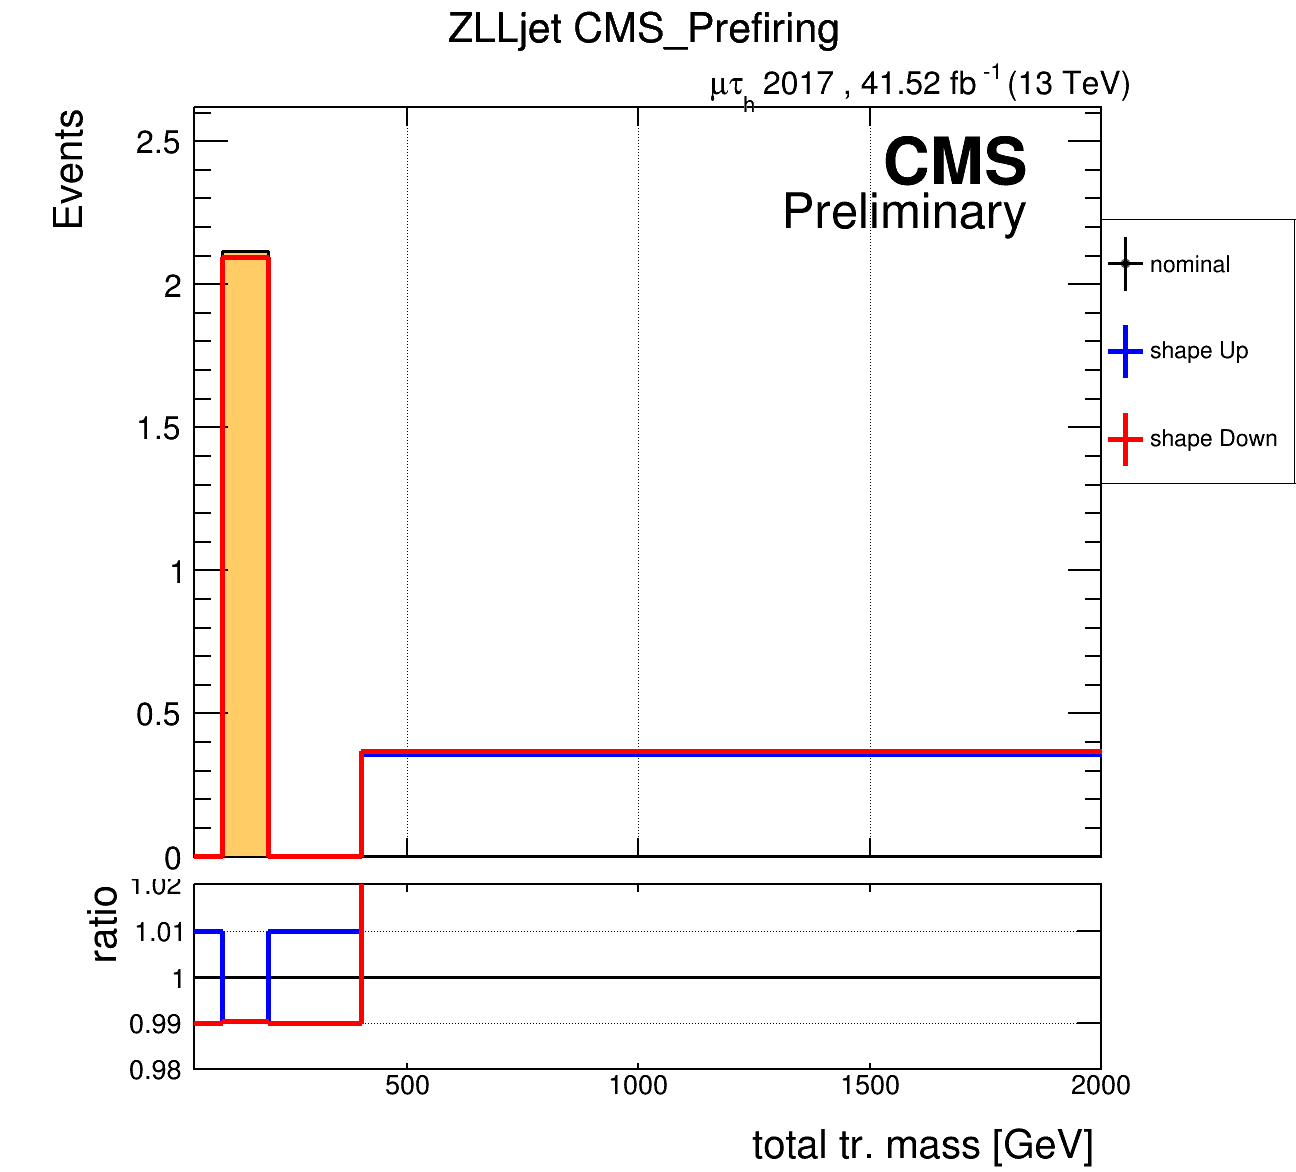 ZLLjet CMS_Prefiring
μτh 2017 , 41.52 fb-1 (13 TeV)
Events
2.5
2
1.5
1
0.5
0
CMS
Preliminary
nominal
shape Up
shape Down
ratio
1.02
1.01
1
0.99
0.98
500 1000 1500 2000
total tr. mass [GeV]